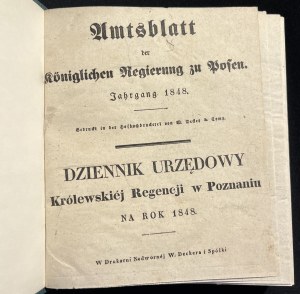 Amtsblatt
der
Königlichen Regierung zu Posen.
Jahrgang 1848.
Gedruckt in der Hofbuchdruckerei von W. Decker u. Comp.
DZIENNIK URZĘDOWY
Królewskiéj Regencji w Poznaniu
NA ROK 1848.
W Drukarni Nadwornéj W. Deckera i Spółki